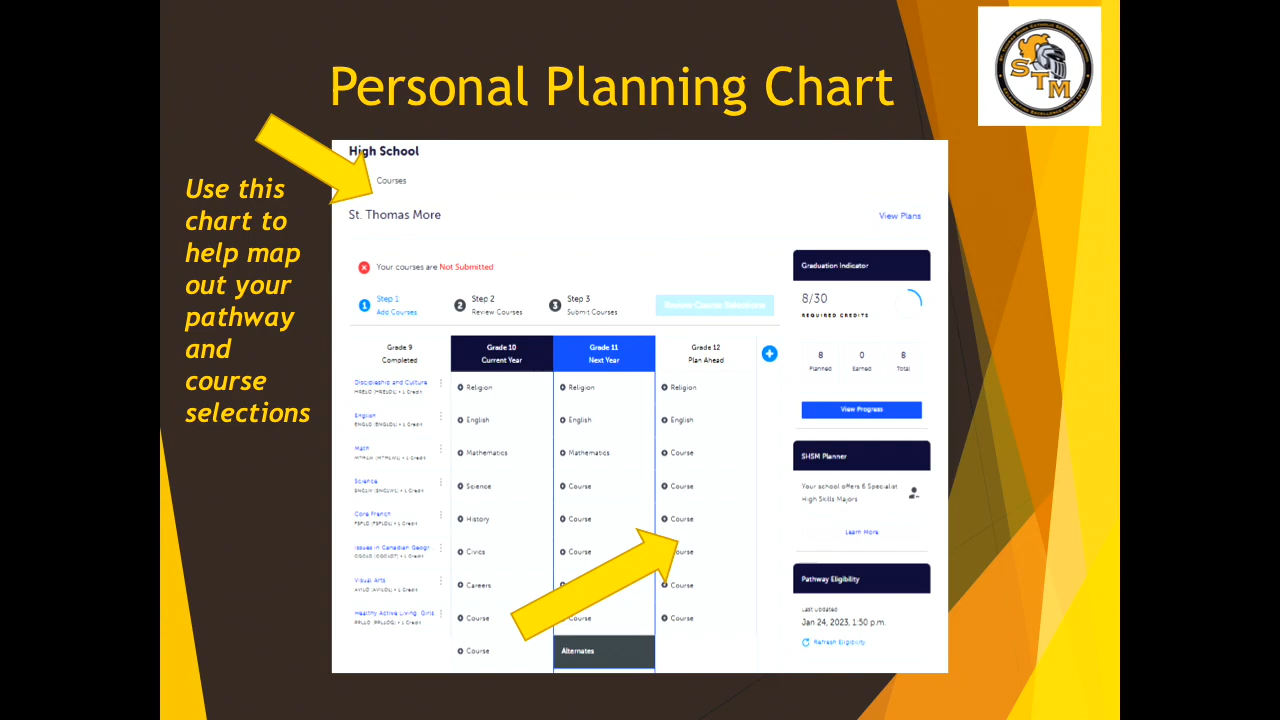 Personal Planning Chart
STM
Use this
chart to
help map
out your
pathway
and
course
selections
High School
Courses
St. Thomas More
View Plans
Your courses are Not Submitted
1 Step 1 2 Step 2 3 Step 3
Add Courses Review Courses Submit Courses
Review Course Selections
Grade 9 Grade 10 Grade 11 Grade 12
Completed Current Year Next Year Plan Ahead
Discipleship and Culture Religion Religion Religion
English English English English
Math Mathematics Mathematics Course
Science Science Course Course
Core French History Course Course
Issues in Canadian Geogr Civics Course ourse
Visual Arts Careers Course
Healthy Active Living: Girls Course Course Course
Course Alternates
Graduation Indicator
8/30
REQUIRED CREDITS
8 0 8
Planned Earned Total
View Progress
SHSM Planner
Your school offers 6 Specialist
High Skills Majors
Learn More
Pathway Eligibility
Last Updated
Jan 24, 2023, 1:50 p.m.
Refresh Eligibility